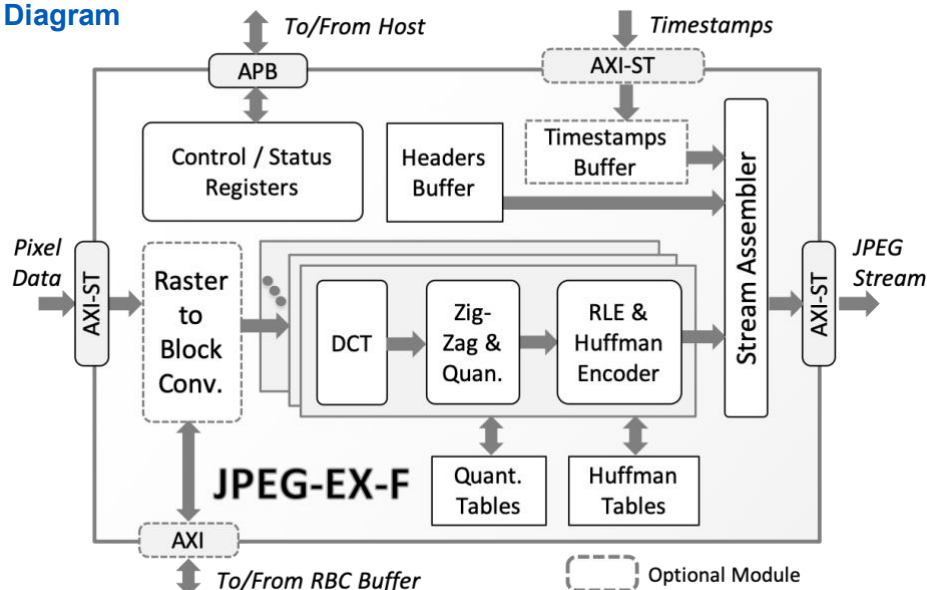 Diagram
To/From Host
Timestamps
APB
AXI-ST
Control / Status
Registers
Headers
Buffer
Timestamps
Buffer
Stream Assembler
Pixel
Data
AXI-ST
Raster
to
Block
Conv.
DCT
Zig-
Zag &
Quan.
RLE &
Huffman
Encoder
AXI-ST
JPEG
Stream
JPEG-EX-F
Quant.
Tables
Huffman
Tables
AXI
To/From RBC Buffer
Optional Module